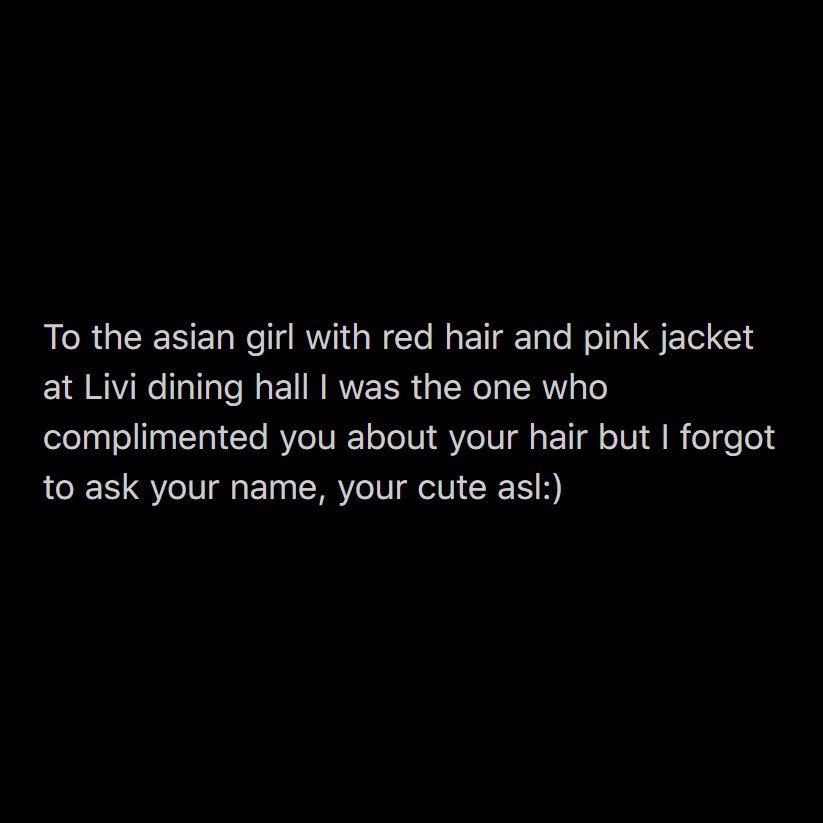 To the asian girl with red hair and pink jacket
at Livi dining hall I was the one who
complimented you about your hair but I forgot
to ask your name, your cute asl:)